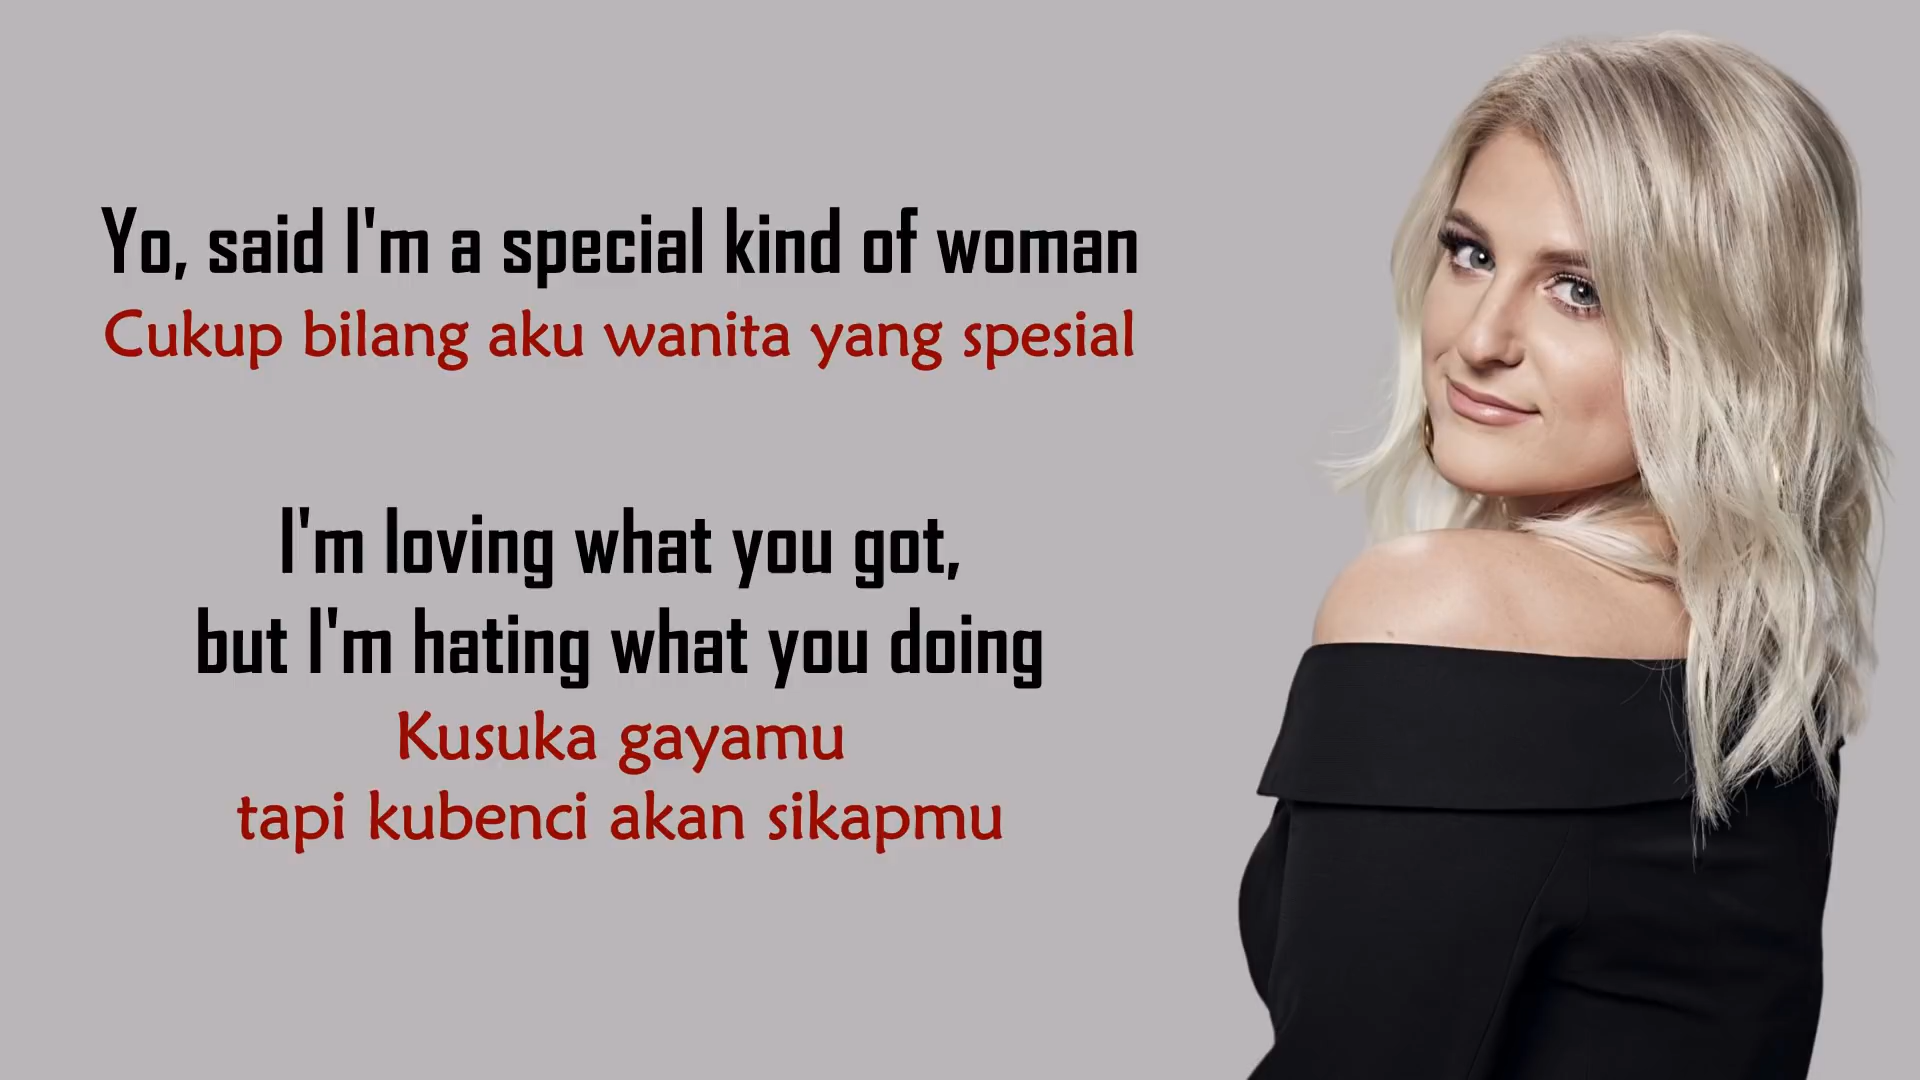 Yo, said I'm a special kind of woman
Cukup bilang aku wanita yang spesial
I'm loving what you got,
but I'm hating what you doing
Kusuka gayamu
tapi kubenci akan sikapmu